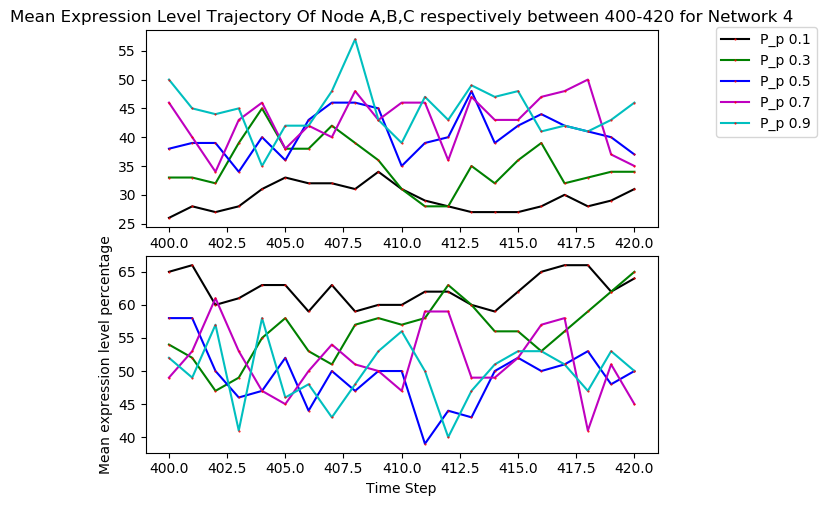 Mean Expression Level Trajectory Of Node A,B,C respectively between 400-420 for Network 4
P_p 0.1
P_p 0.3
P_p 0.5
P_p 0.7
P_p 0.9
55
50
45
40
35
30
25
400.0 402.5 405.0 407.5 410.0 412.5 415.0 417.5 420.0
Mean expression level percentage
65
60
55
50
45
40
400.0 402.5 405.0 407.5 410.0 412.5 415.0 417.5 420.0
Time Step